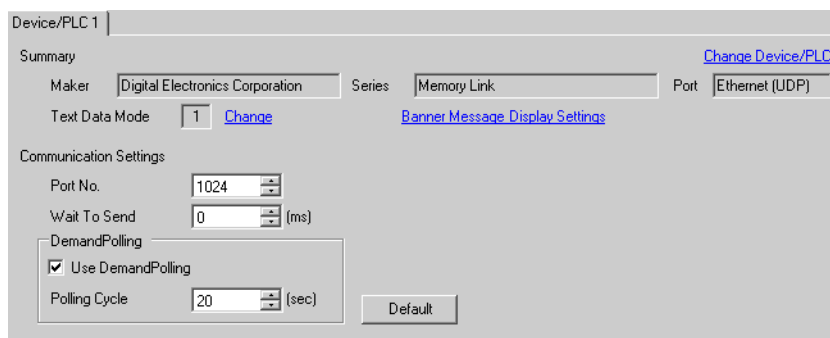 Device/PLC 1
Summary
Change Device/PLC
Maker Digital Electronics Corporation Series Memory Link Port Ethernet (UDP)
Text Data Mode 1 Change Banner Message Display Settings
Communication Settings
Port No. 1024
Wait To Send 0 (ms)
DemandPolling
Use DemandPolling
Polling Cycle 20 (sec) Default